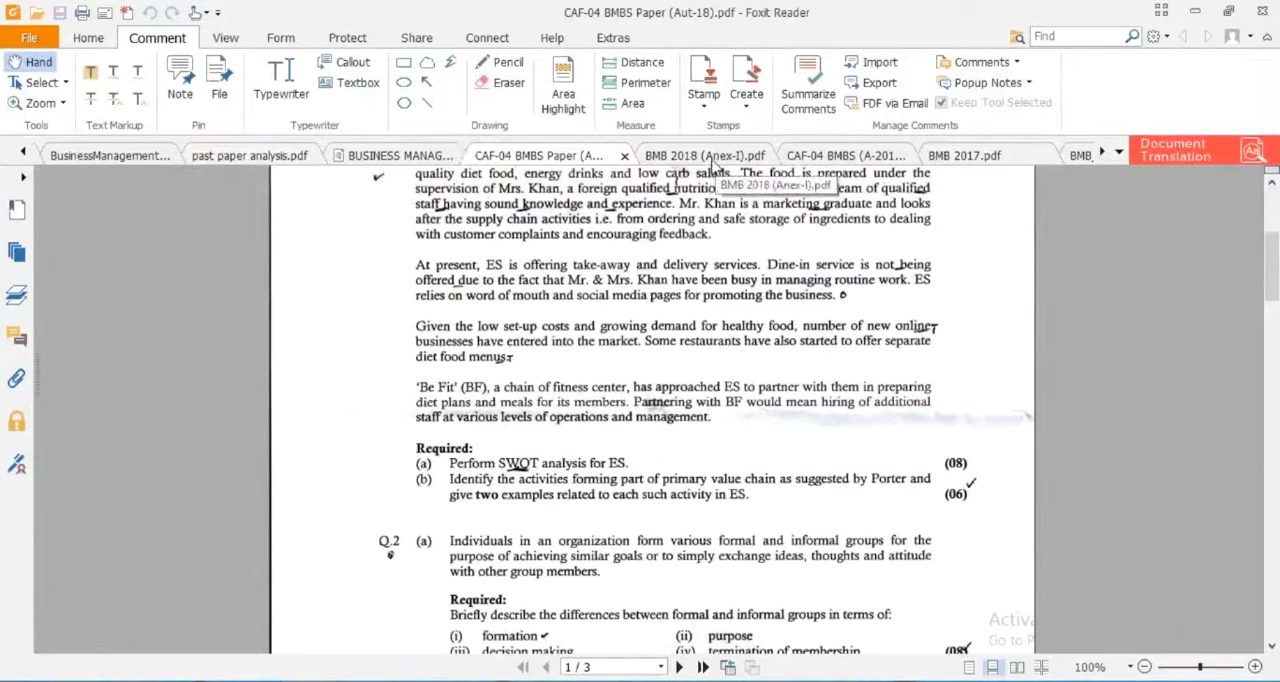 CAF-04 BMBS Paper (Aut-18).pdf - Foxit Reader
File Home Comment View Form Protect Share Connect Help Extras Find
Hand
Select
Zoom
Tools
Text Markup
Note
File
Pin
Typewriter
Callout
Textbox
Typewriter
Pencil
Eraser
Drawing
Area
Highlight
Distance
Perimeter
Area
Measure
Stamp
Create
Stamps
Summarize
Comments
Import
Export
FDF via Email
Comments
Popup Notes
Keep Tool Selected
Manage Comments
BusinessManagement... past paper analysis.pdf BUSINESS MANAG... CAF-04 BMBS Paper (A... BMB 2018 (Anex-I).pdf CAF-04 BMBS (A-201... BMB 2017.pdf BMB
Document
Translation
BMB 2018 (Anex-I).pdf
quality diet food, energy drinks and low carb salads. The food is prepared under the
supervision of Mrs. Khan, a foreign qualified eam of qualified
staff having sound knowledge and experience. Mr. Khan is a marketing graduate and looks
after the supply chain activities i.e. from ordering and safe storage of ingredients to dealing
with customer complaints and encouraging feedback.
At present, ES is offering take-away and delivery services. Dine-in service is not being
offered due to the fact that Mr. & Mrs. Khan have been busy in managing routine work. ES
relies on word of mouth and social media pages for promoting the business.
Given the low set-up costs and growing demand for healthy food, number of new online
businesses have entered into the market. Some restaurants have also started to offer separate
diet food menus.
'Be Fit' (BF), a chain of fitness center, has approached ES to partner with them in preparing
diet plans and meals for its members. Partnering with BF would mean hiring of additional
staff at various levels of operations and management.
Required:
(a) Perform SWOT analysis for ES. (08)
(b) Identify the activities forming part of primary value chain as suggested by Porter and
give two examples related to each such activity in ES. (06)
Q.2 (a) Individuals in an organization form various formal and informal groups for the
purpose of achieving similar goals or to simply exchange ideas, thoughts and attitude
with other group members.
Required:
Briefly describe the differences between formal and informal groups in terms of:
(i) formation (ii) purpose
(iii) decision making (iv) termination of membership (08)
Activa
Go to P
1 / 3
100%